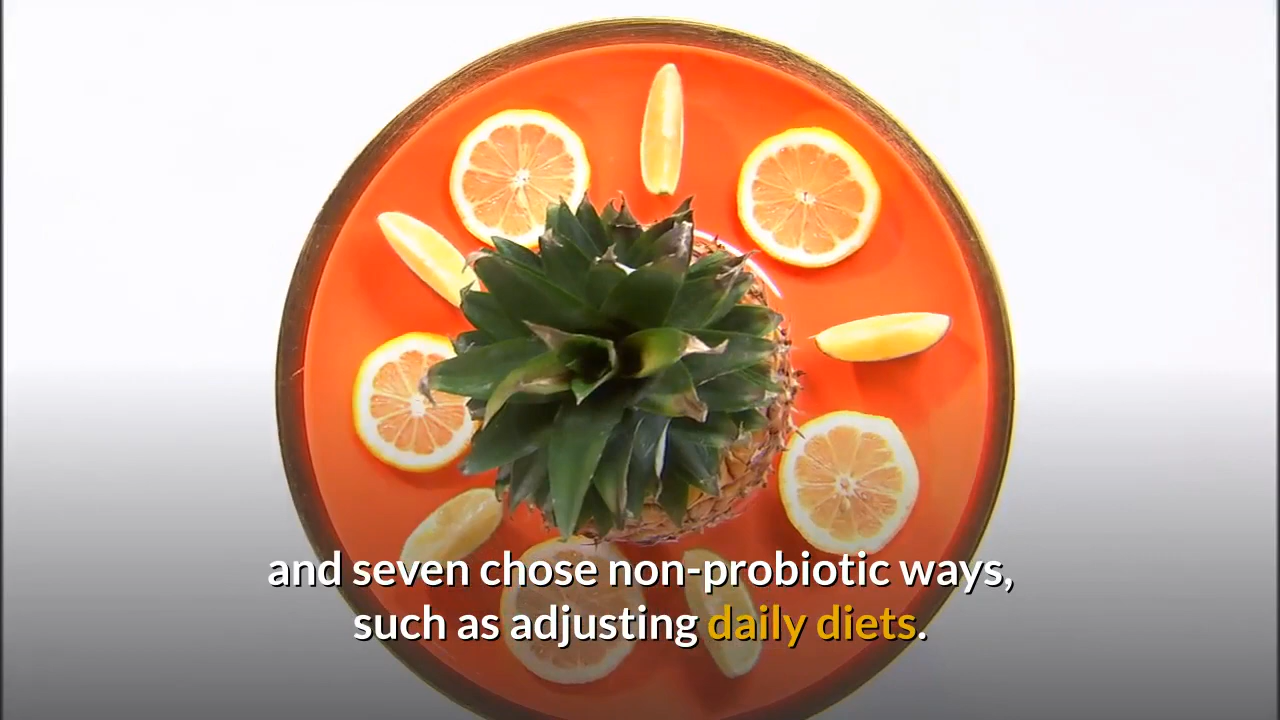 and seven chose non-probiotic ways,
such as adjusting daily diets.